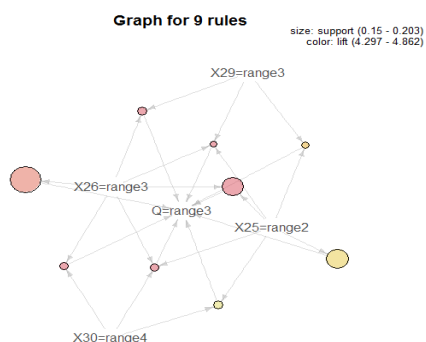 Graph for 9 rules
size: support (0.15 - 0.203)
color: lift (4.297 - 4.862)
X29=range3
X26=range3
Q=range3
X25=range2
X30=range4